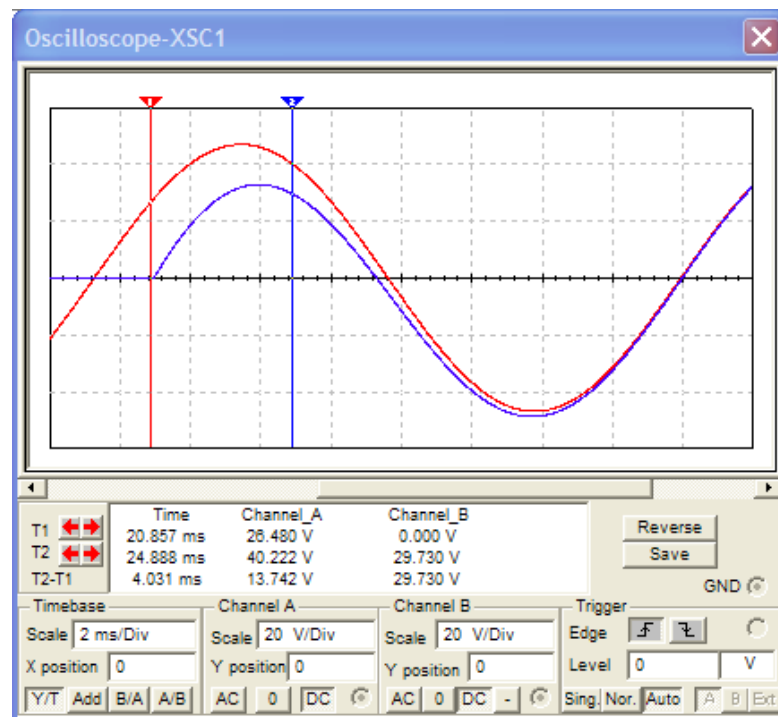 Oscilloscope-XSC1
1 2
Time Channel_A Channel_B
T1 20.857 ms 26.480 V 0.000 V
T2 24.888 ms 40.222 V 29.730 V
T2-T1 4.031 ms 13.742 V 29.730 V
Reverse
Save
GND
Timebase Channel A Channel B Trigger
Scale 2 ms/Div Scale 20 V/Div Scale 20 V/Div Edge
X position 0 Y position 0 Y position 0 Level 0 V
Y/T Add B/A A/B AC 0 DC AC 0 DC - Sing. Nor. Auto A B Ext